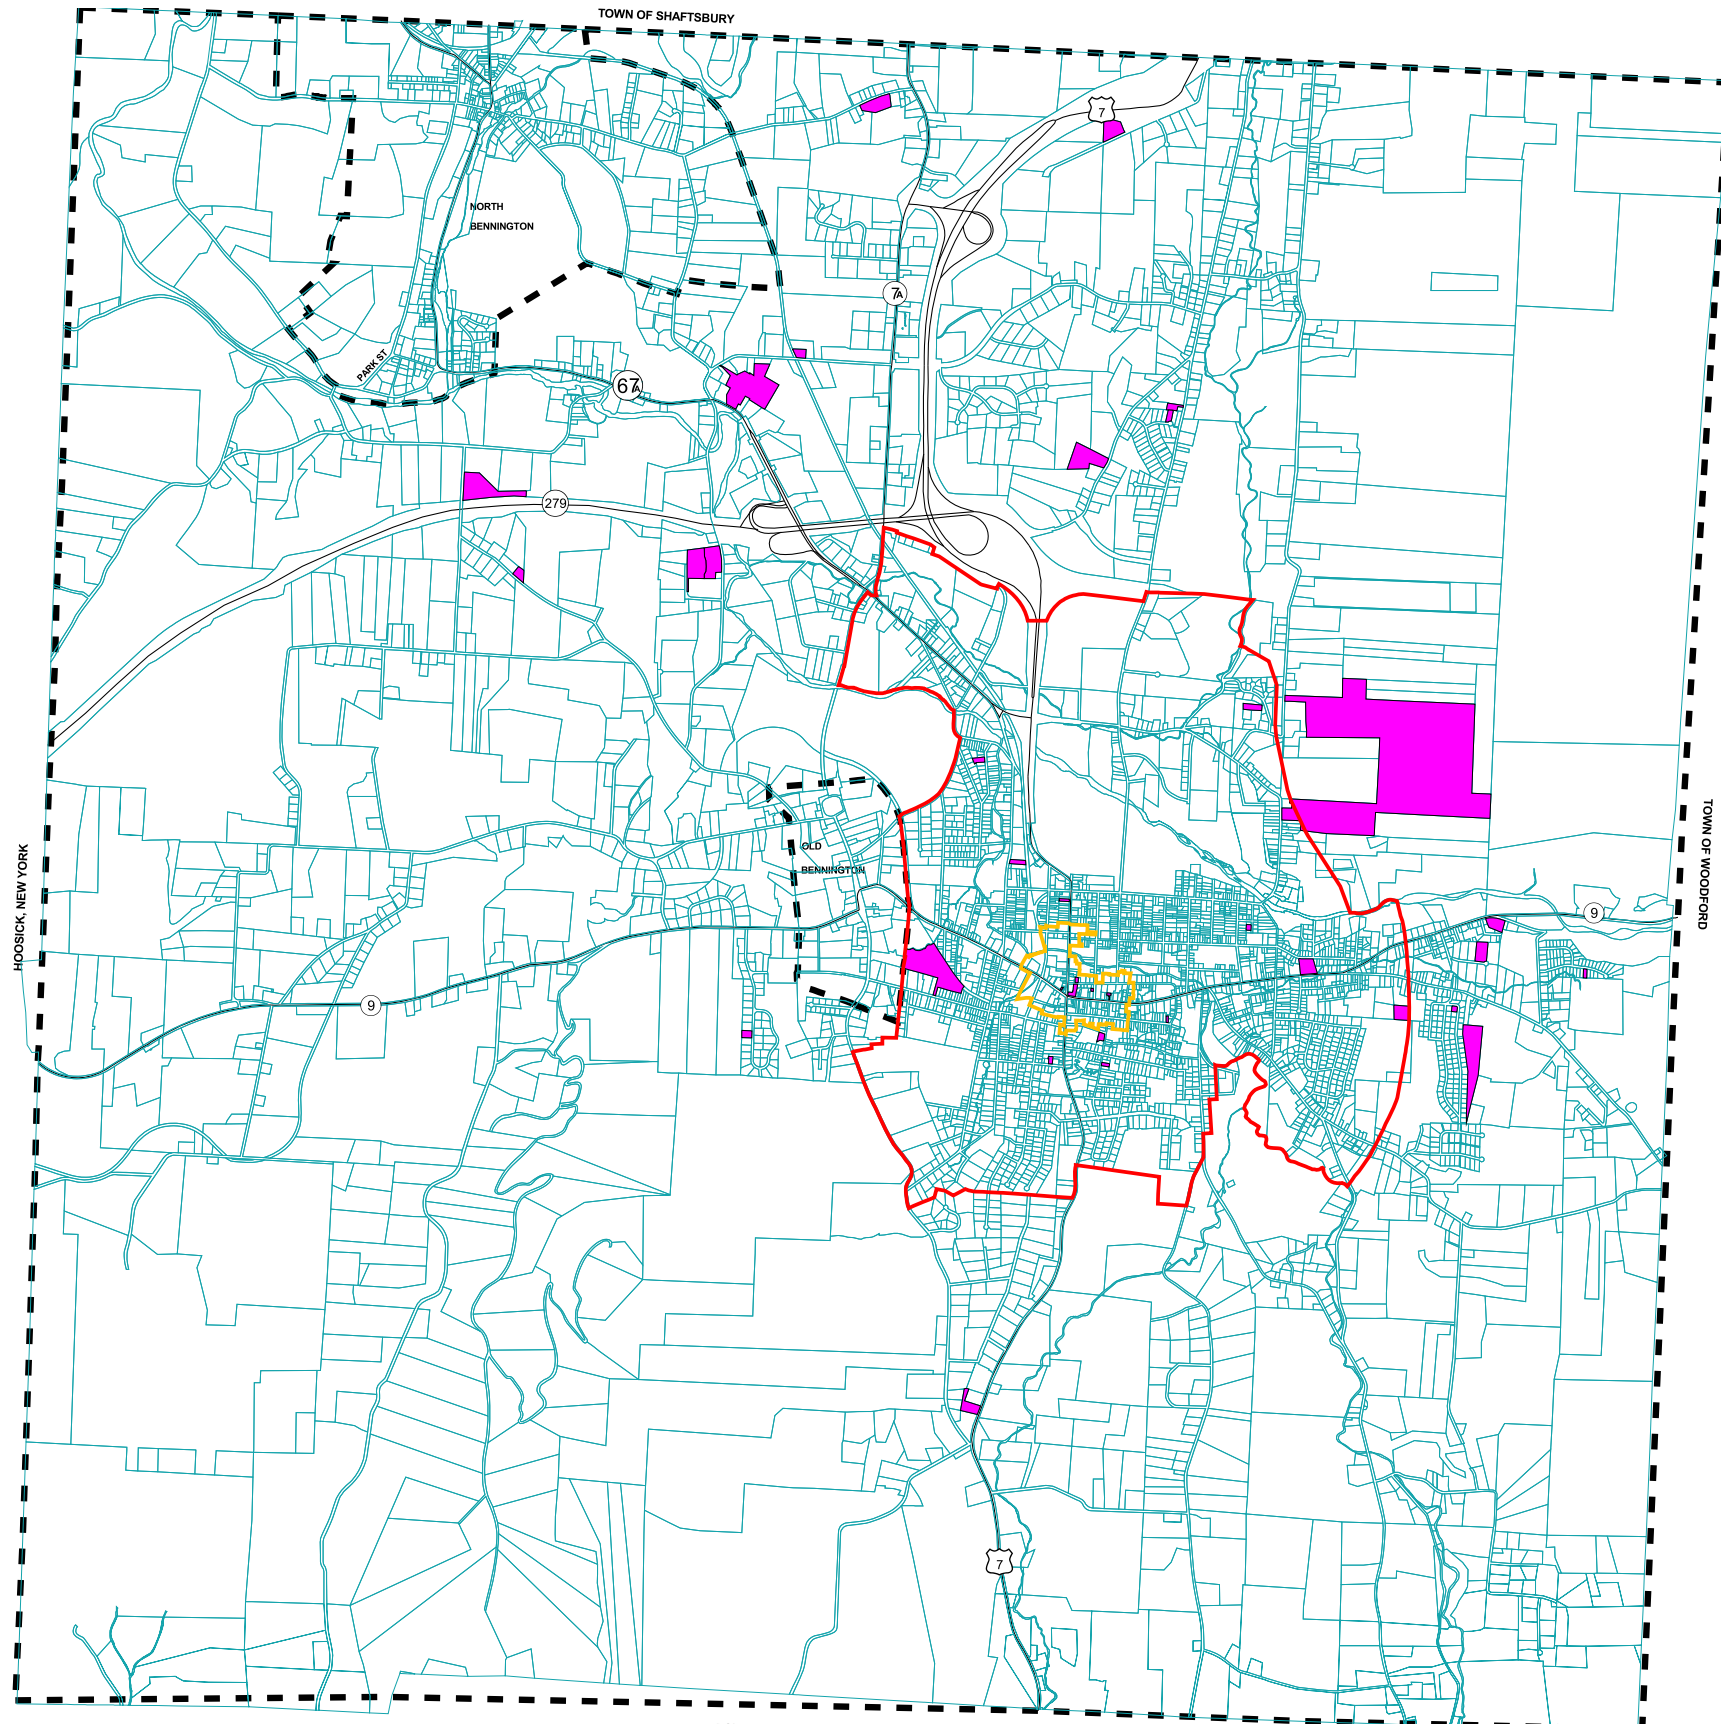 TOWN OF SHAFTSBURY
7
NORTH
BENNINGTON
7A
PARK ST
67A
279
HOOSICK, NEW YORK
TOWN OF WOODFORD
OLD
BENNINGTON
9
9
7